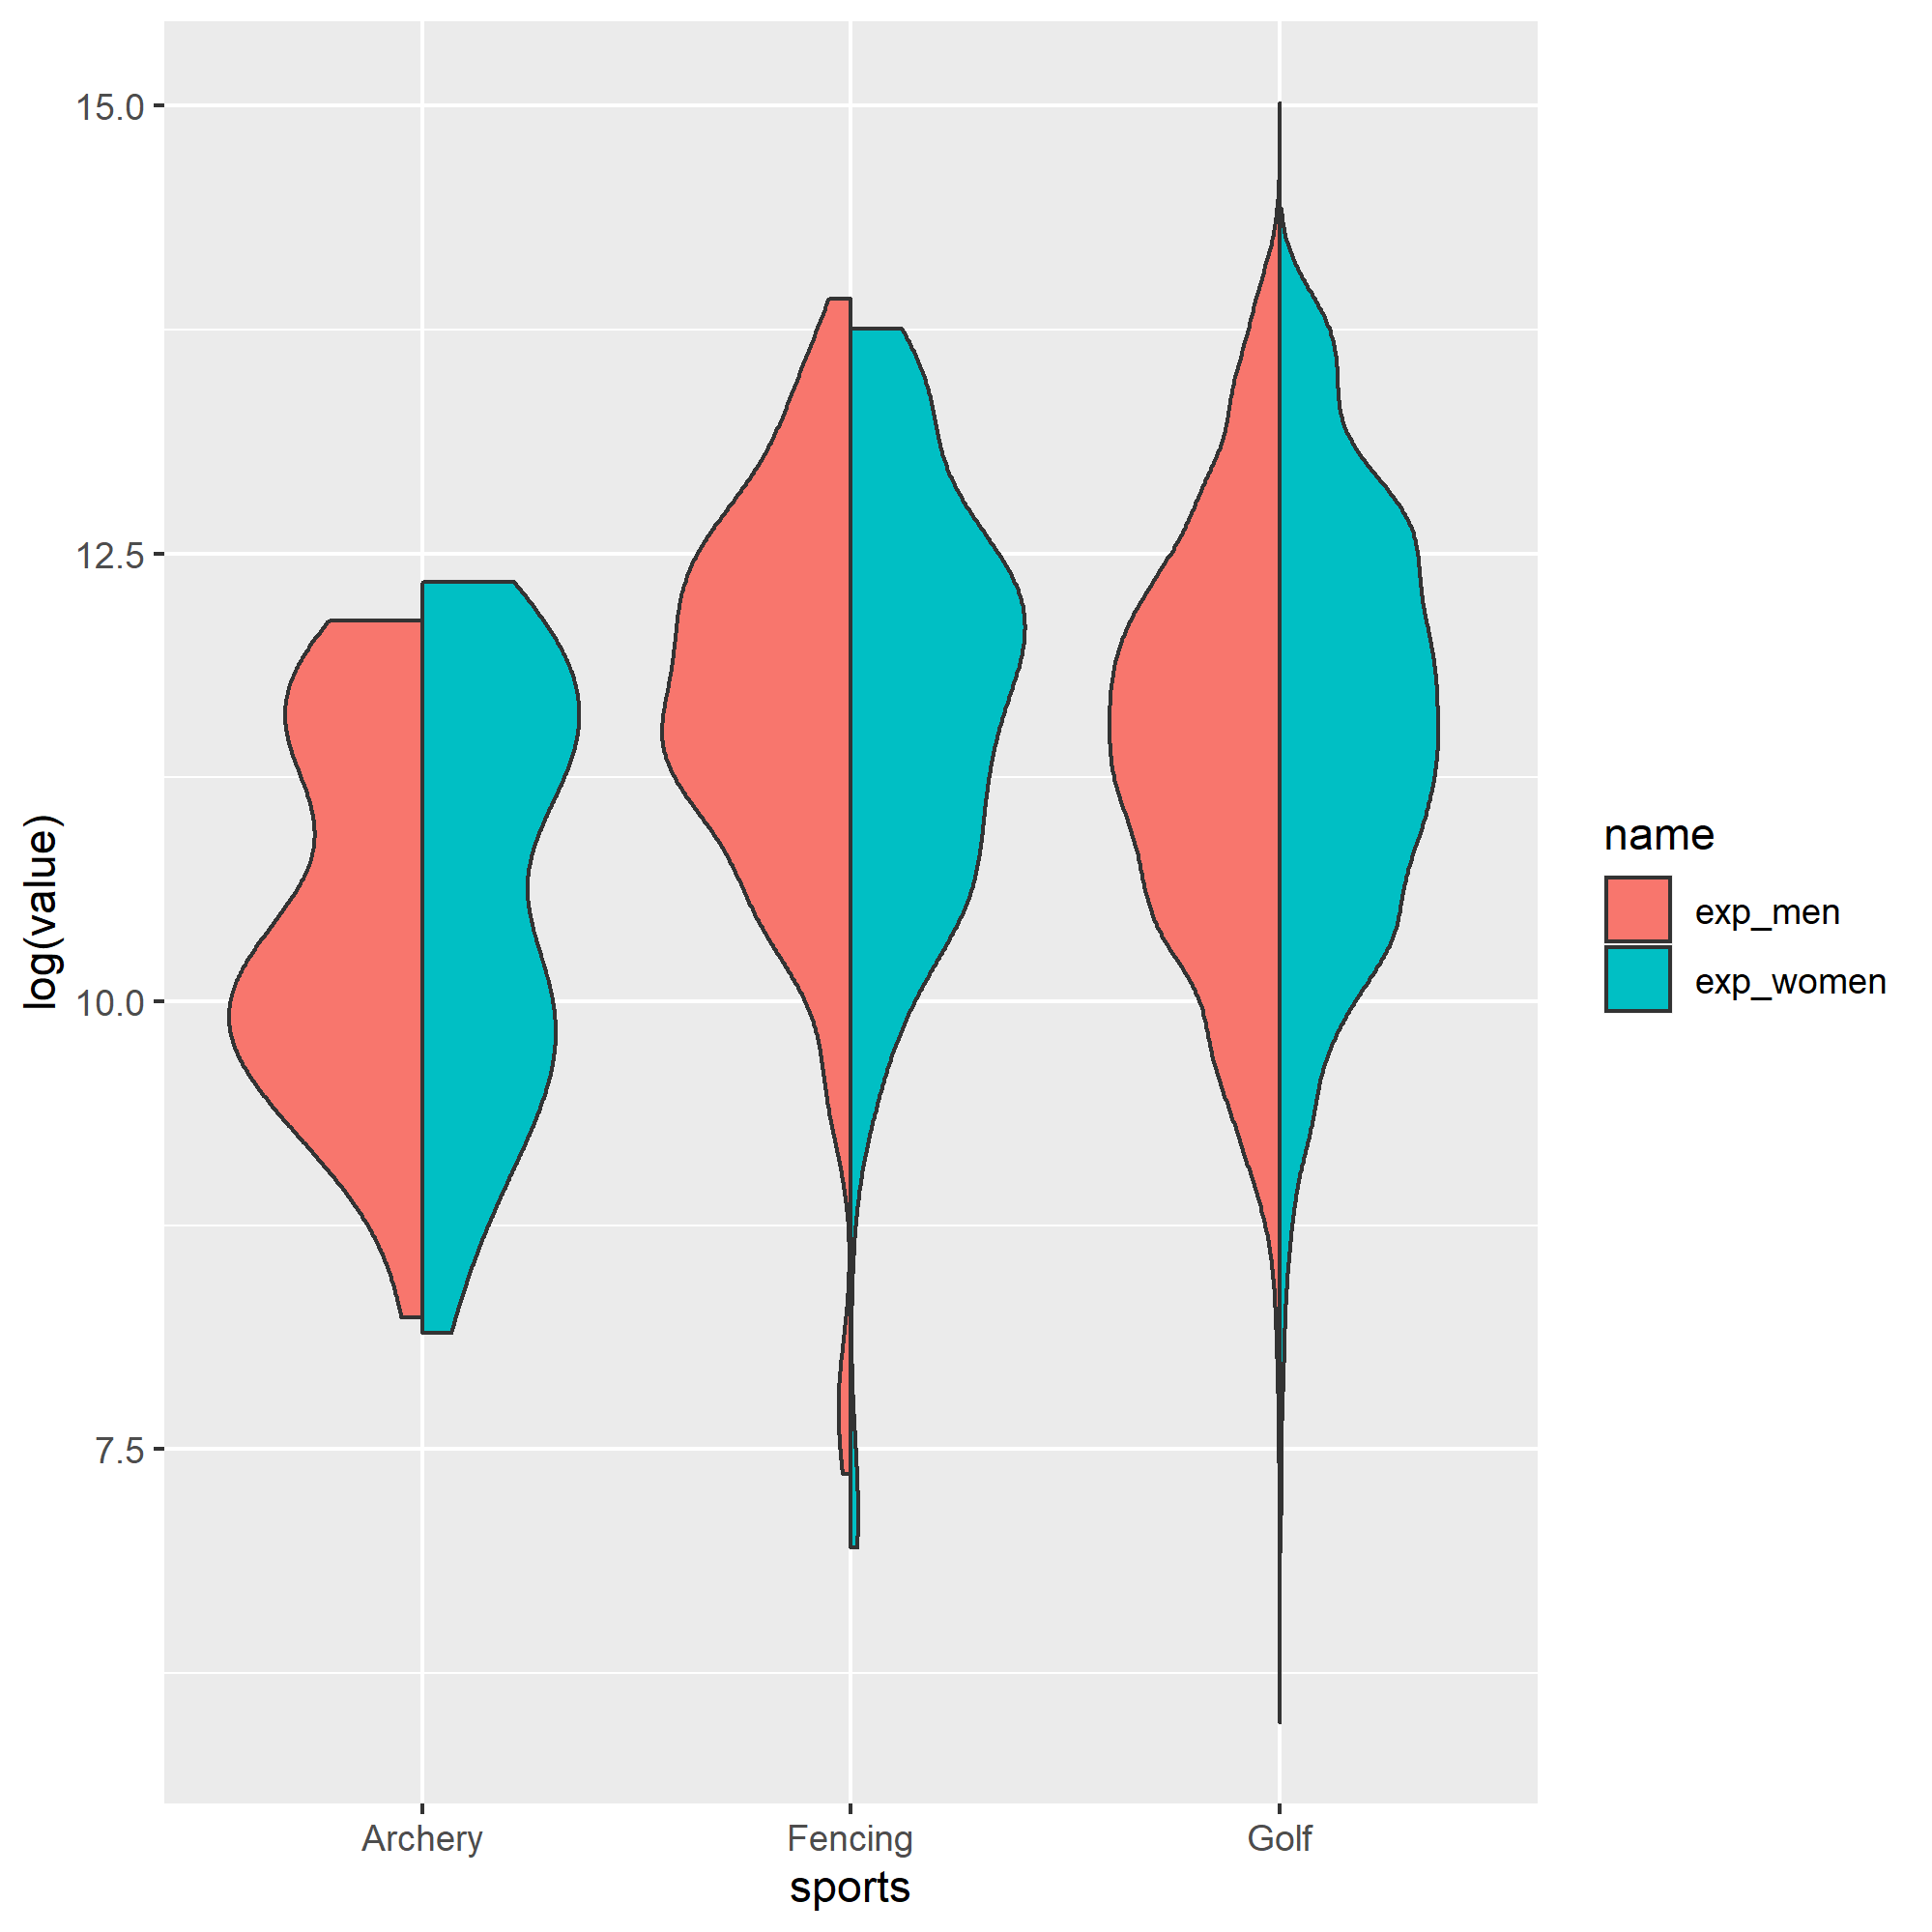 log(value)
15.0
12.5
10.0
7.5
Archery
Fencing
Golf
sports
name
exp_men
exp_women